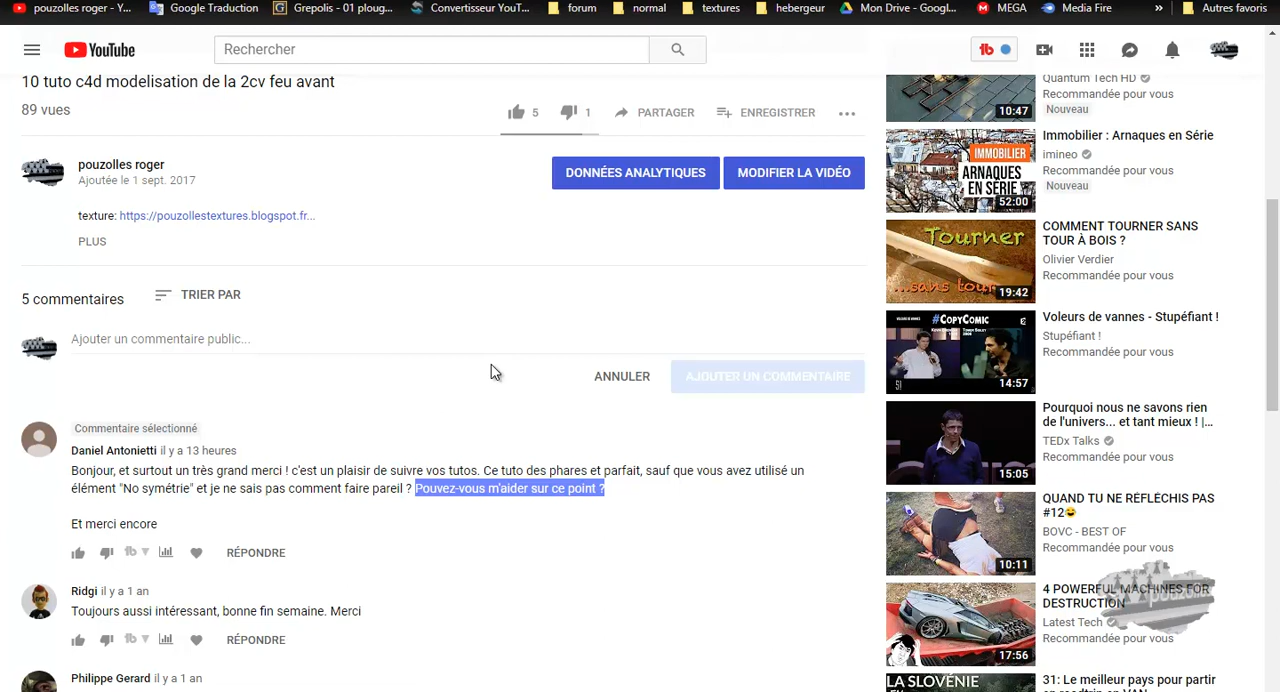 pouzolles roger - Y...
Google Traduction
Grepolis - 01 ploug...
Convertisseur YouT...
forum
normal
textures
hebergeur
Mon Drive - Googl...
MEGA
Media Fire
»
Autres favoris
YouTube
Rechercher
10 tuto c4d modelisation de la 2cv feu avant
89 vues
5
1
PARTAGER
ENREGISTRER
pouzolles roger
Ajoutée le 1 sept. 2017
DONNÉES ANALYTIQUES
MODIFIER LA VIDÉO
texture: https://pouzollestextures.blogspot.fr...
PLUS
5 commentaires
TRIER PAR
Ajouter un commentaire public...
ANNULER
AJOUTER UN COMMENTAIRE
Commentaire sélectionné
Daniel Antonietti il y a 13 heures
Bonjour, et surtout un très grand merci ! c'est un plaisir de suivre vos tutos. Ce tuto des phares et parfait, sauf que vous avez utilisé un
élément "No symétrie" et je ne sais pas comment faire pareil ? Pouvez-vous m'aider sur ce point ?
Et merci encore
RÉPONDRE
Ridgi il y a 1 an
Toujours aussi intéressant, bonne fin semaine. Merci
RÉPONDRE
Philippe Gerard il y a 1 an
Quantum Tech HD
Recommandée pour vous
Nouveau
10:47
Immobilier : Arnaques en Série
imineo
Recommandée pour vous
Nouveau
IMMOBILIER
ARNAQUES
EN SÉRIE
52:00
COMMENT TOURNER SANS
TOUR À BOIS ?
Olivier Verdier
Recommandée pour vous
Tourner
...sans tour
19:42
Voleurs de vannes - Stupéfiant !
Stupéfiant !
Recommandée pour vous
#COPYCOMIC
14:57
Pourquoi nous ne savons rien
de l'univers... et tant mieux ! |...
TEDx Talks
Recommandée pour vous
15:05
QUAND TU NE RÉFLÉCHIS PAS
#12
BOVC - BEST OF
Recommandée pour vous
10:11
4 POWERFUL MACHINES FOR
DESTRUCTION
Latest Tech
Recommandée pour vous
17:56
LA SLOVÉNIE
31: Le meilleur pays pour partir